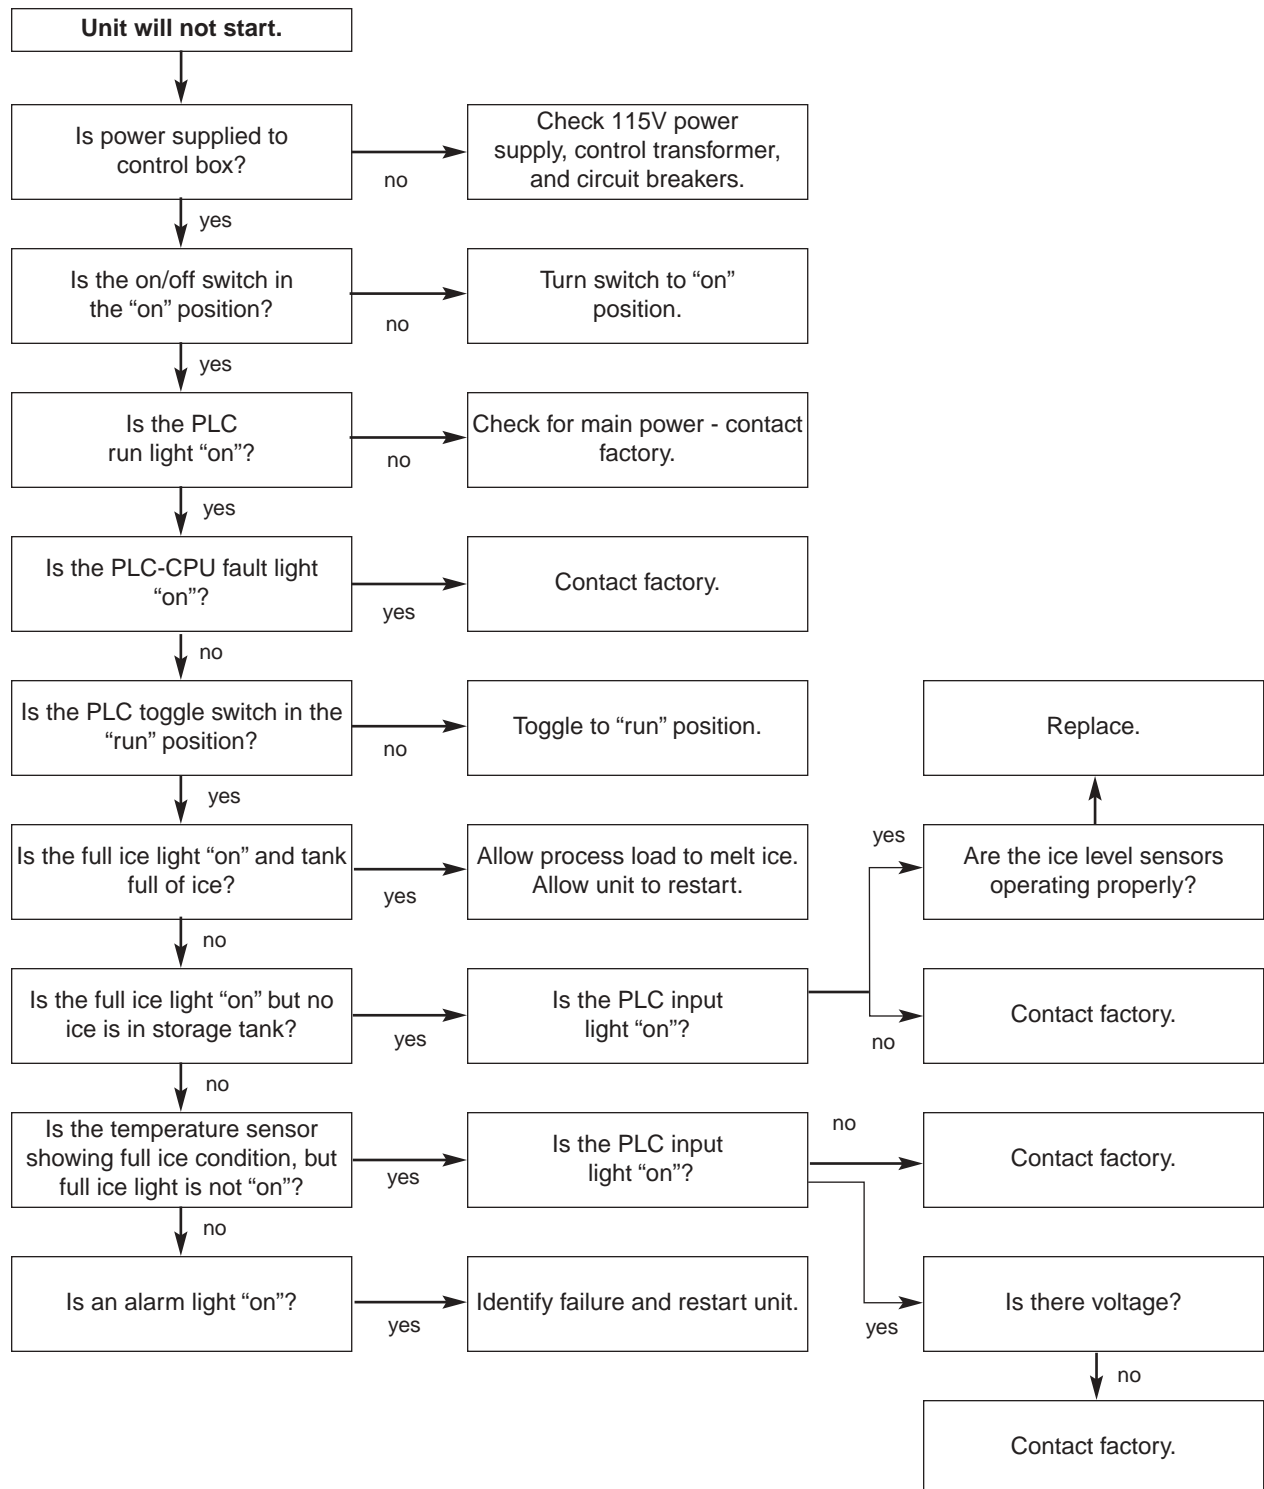 Unit will not start.
Is power supplied to
control box?
no
Check 115V power
supply, control transformer,
and circuit breakers.
yes
Is the on/off switch in
the “on” position?
no
Turn switch to “on”
position.
yes
Is the PLC
run light “on”?
no
Check for main power - contact
factory.
yes
Is the PLC-CPU fault light
“on”?
yes
Contact factory.
no
Is the PLC toggle switch in the
“run” position?
no
Toggle to “run” position.
Replace.
yes
Is the full ice light “on” and tank
full of ice?
yes
Allow process load to melt ice.
Allow unit to restart.
yes
Are the ice level sensors
operating properly?
no
Is the full ice light “on” but no
ice is in storage tank?
yes
Is the PLC input
light “on”?
no
Contact factory.
no
Is the temperature sensor
showing full ice condition, but
full ice light is not “on”?
yes
Is the PLC input
light “on”?
no
Contact factory.
no
Is an alarm light “on”?
yes
Identify failure and restart unit.
yes
Is there voltage?
no
Contact factory.